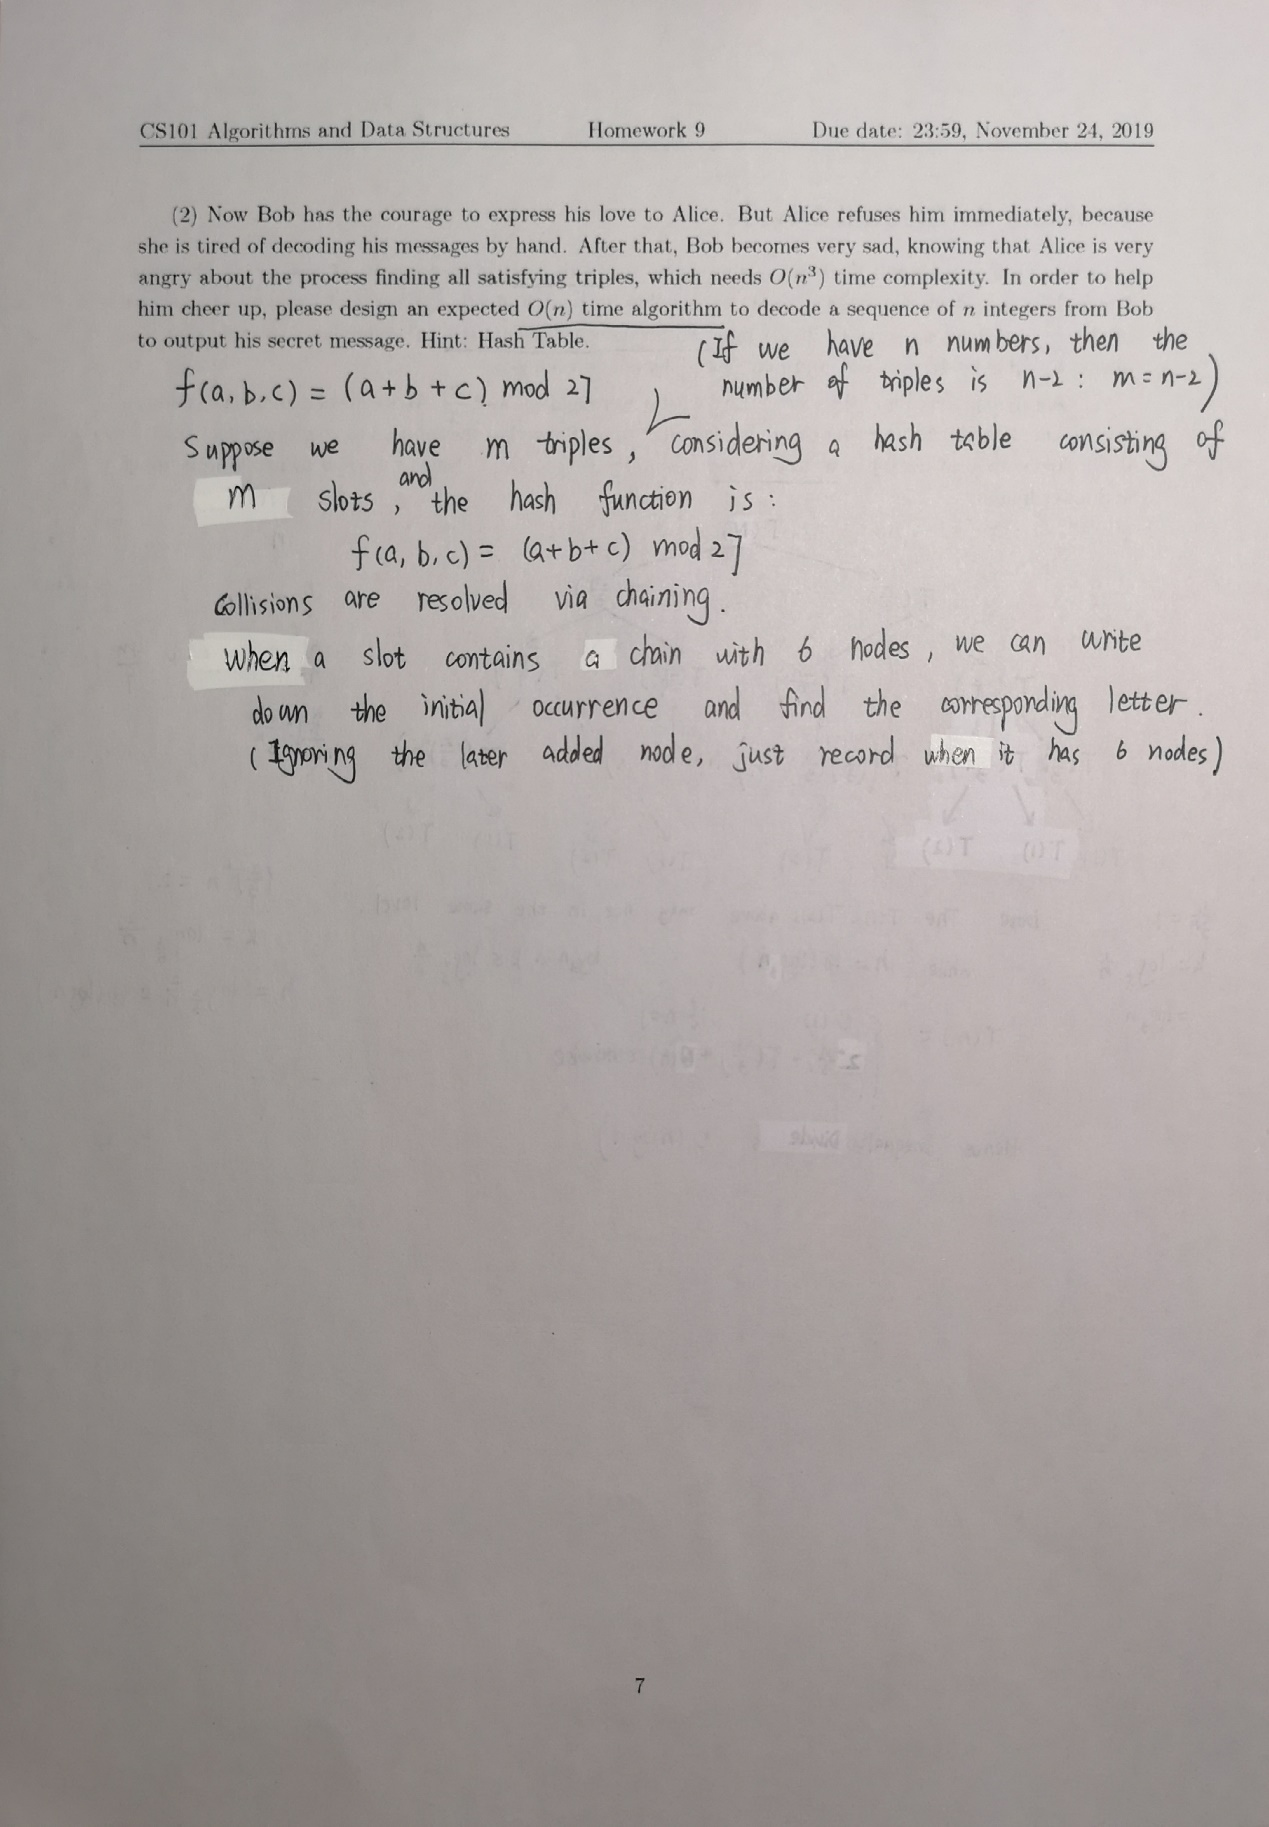 CS101 Algorithms and Data Structures Homework 9 Due date: 23:59, November 24, 2019
(2) Now Bob has the courage to express his love to Alice. But Alice refuses him immediately, because
she is tired of decoding his messages by hand. After that, Bob becomes very sad, knowing that Alice is very
angry about the process finding all satisfying triples, which needs O(n³) time complexity. In order to help
him cheer up, please design an expected O(n) time algorithm to decode a sequence of n integers from Bob
to output his secret message. Hint: Hash Table.
(If we have n numbers, then the
number of triples is n-2 : m=n-2)
f(a,b,c) = (a+b+c) mod 27
Suppose we have m triples, considering a hash table consisting of
m slots, and the hash function is:
f(a,b,c) = (a+b+c) mod 27
Collisions are resolved via chaining.
When a slot contains a chain with 6 nodes, we can write
down the initial occurrence and find the corresponding letter.
(Ignoring the later added node, just record when it has 6 nodes)
7